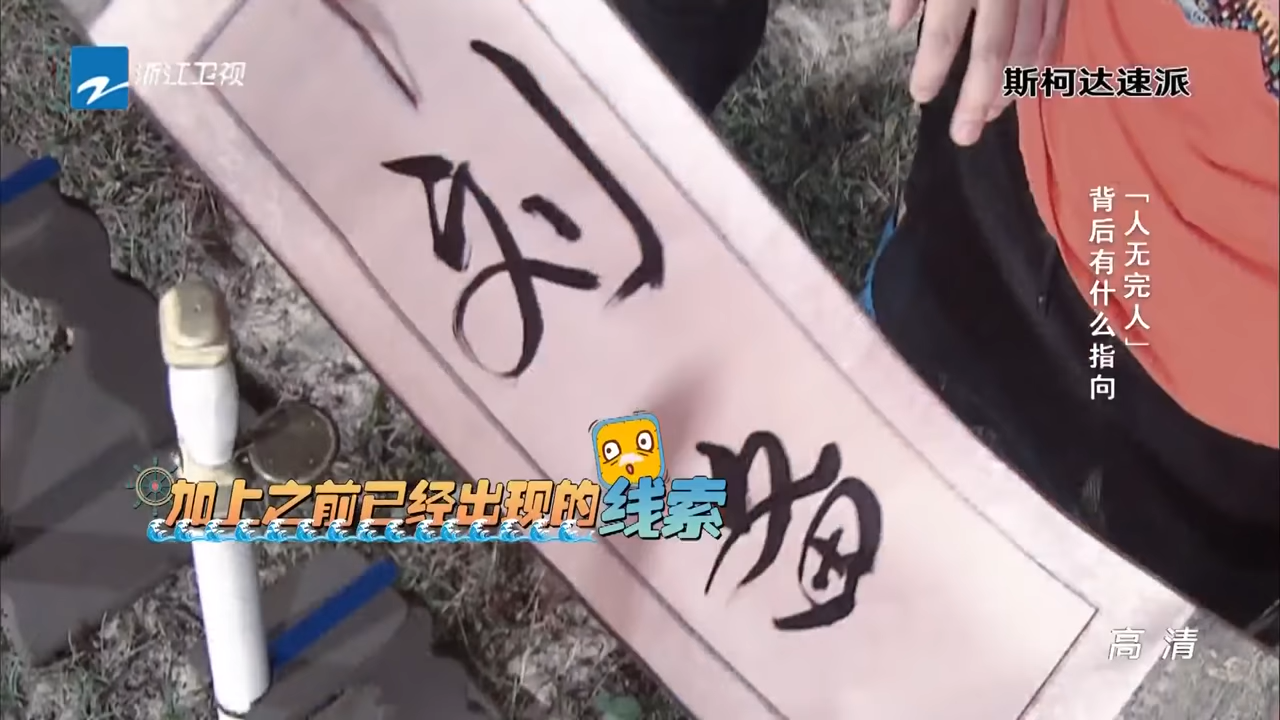 浙江卫视
斯柯达速派
「人无完人」
背后有什么指向
加上之前已经出现的线索
高清